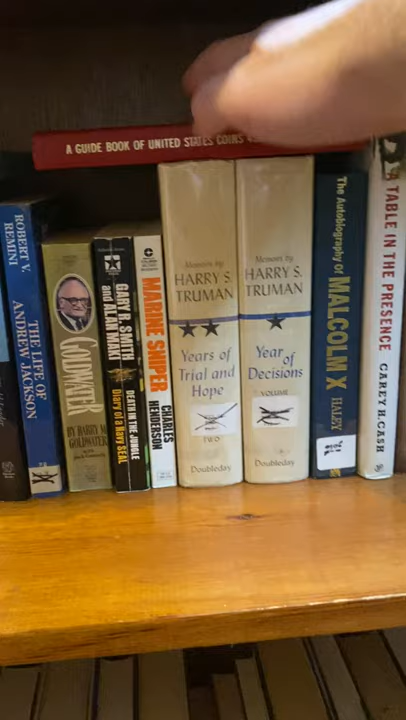 A GUIDE BOOK OF UNITED STATES COINS
ROBERT V.
REMINI
THE LIFE OF
ANDREW JACKSON
GOLDWATER
BY BARRY M.
GOLDWATER
GARY R. SMITH
and ALAN MAKI
DEATH IN THE JUNGLE
Diary of a Navy SEAL
MARINE SNIPER
CHARLES
HENDERSON
Memoirs by
HARRY S.
TRUMAN
Years of
Trial and
Hope
TWO
Doubleday
Memoirs by
HARRY S.
TRUMAN
Year
of
Decisions
VOLUME
Doubleday
The Autobiography of
MALCOLM X
HALEY
A TABLE IN THE PRESENCE
CAREY H. CASH